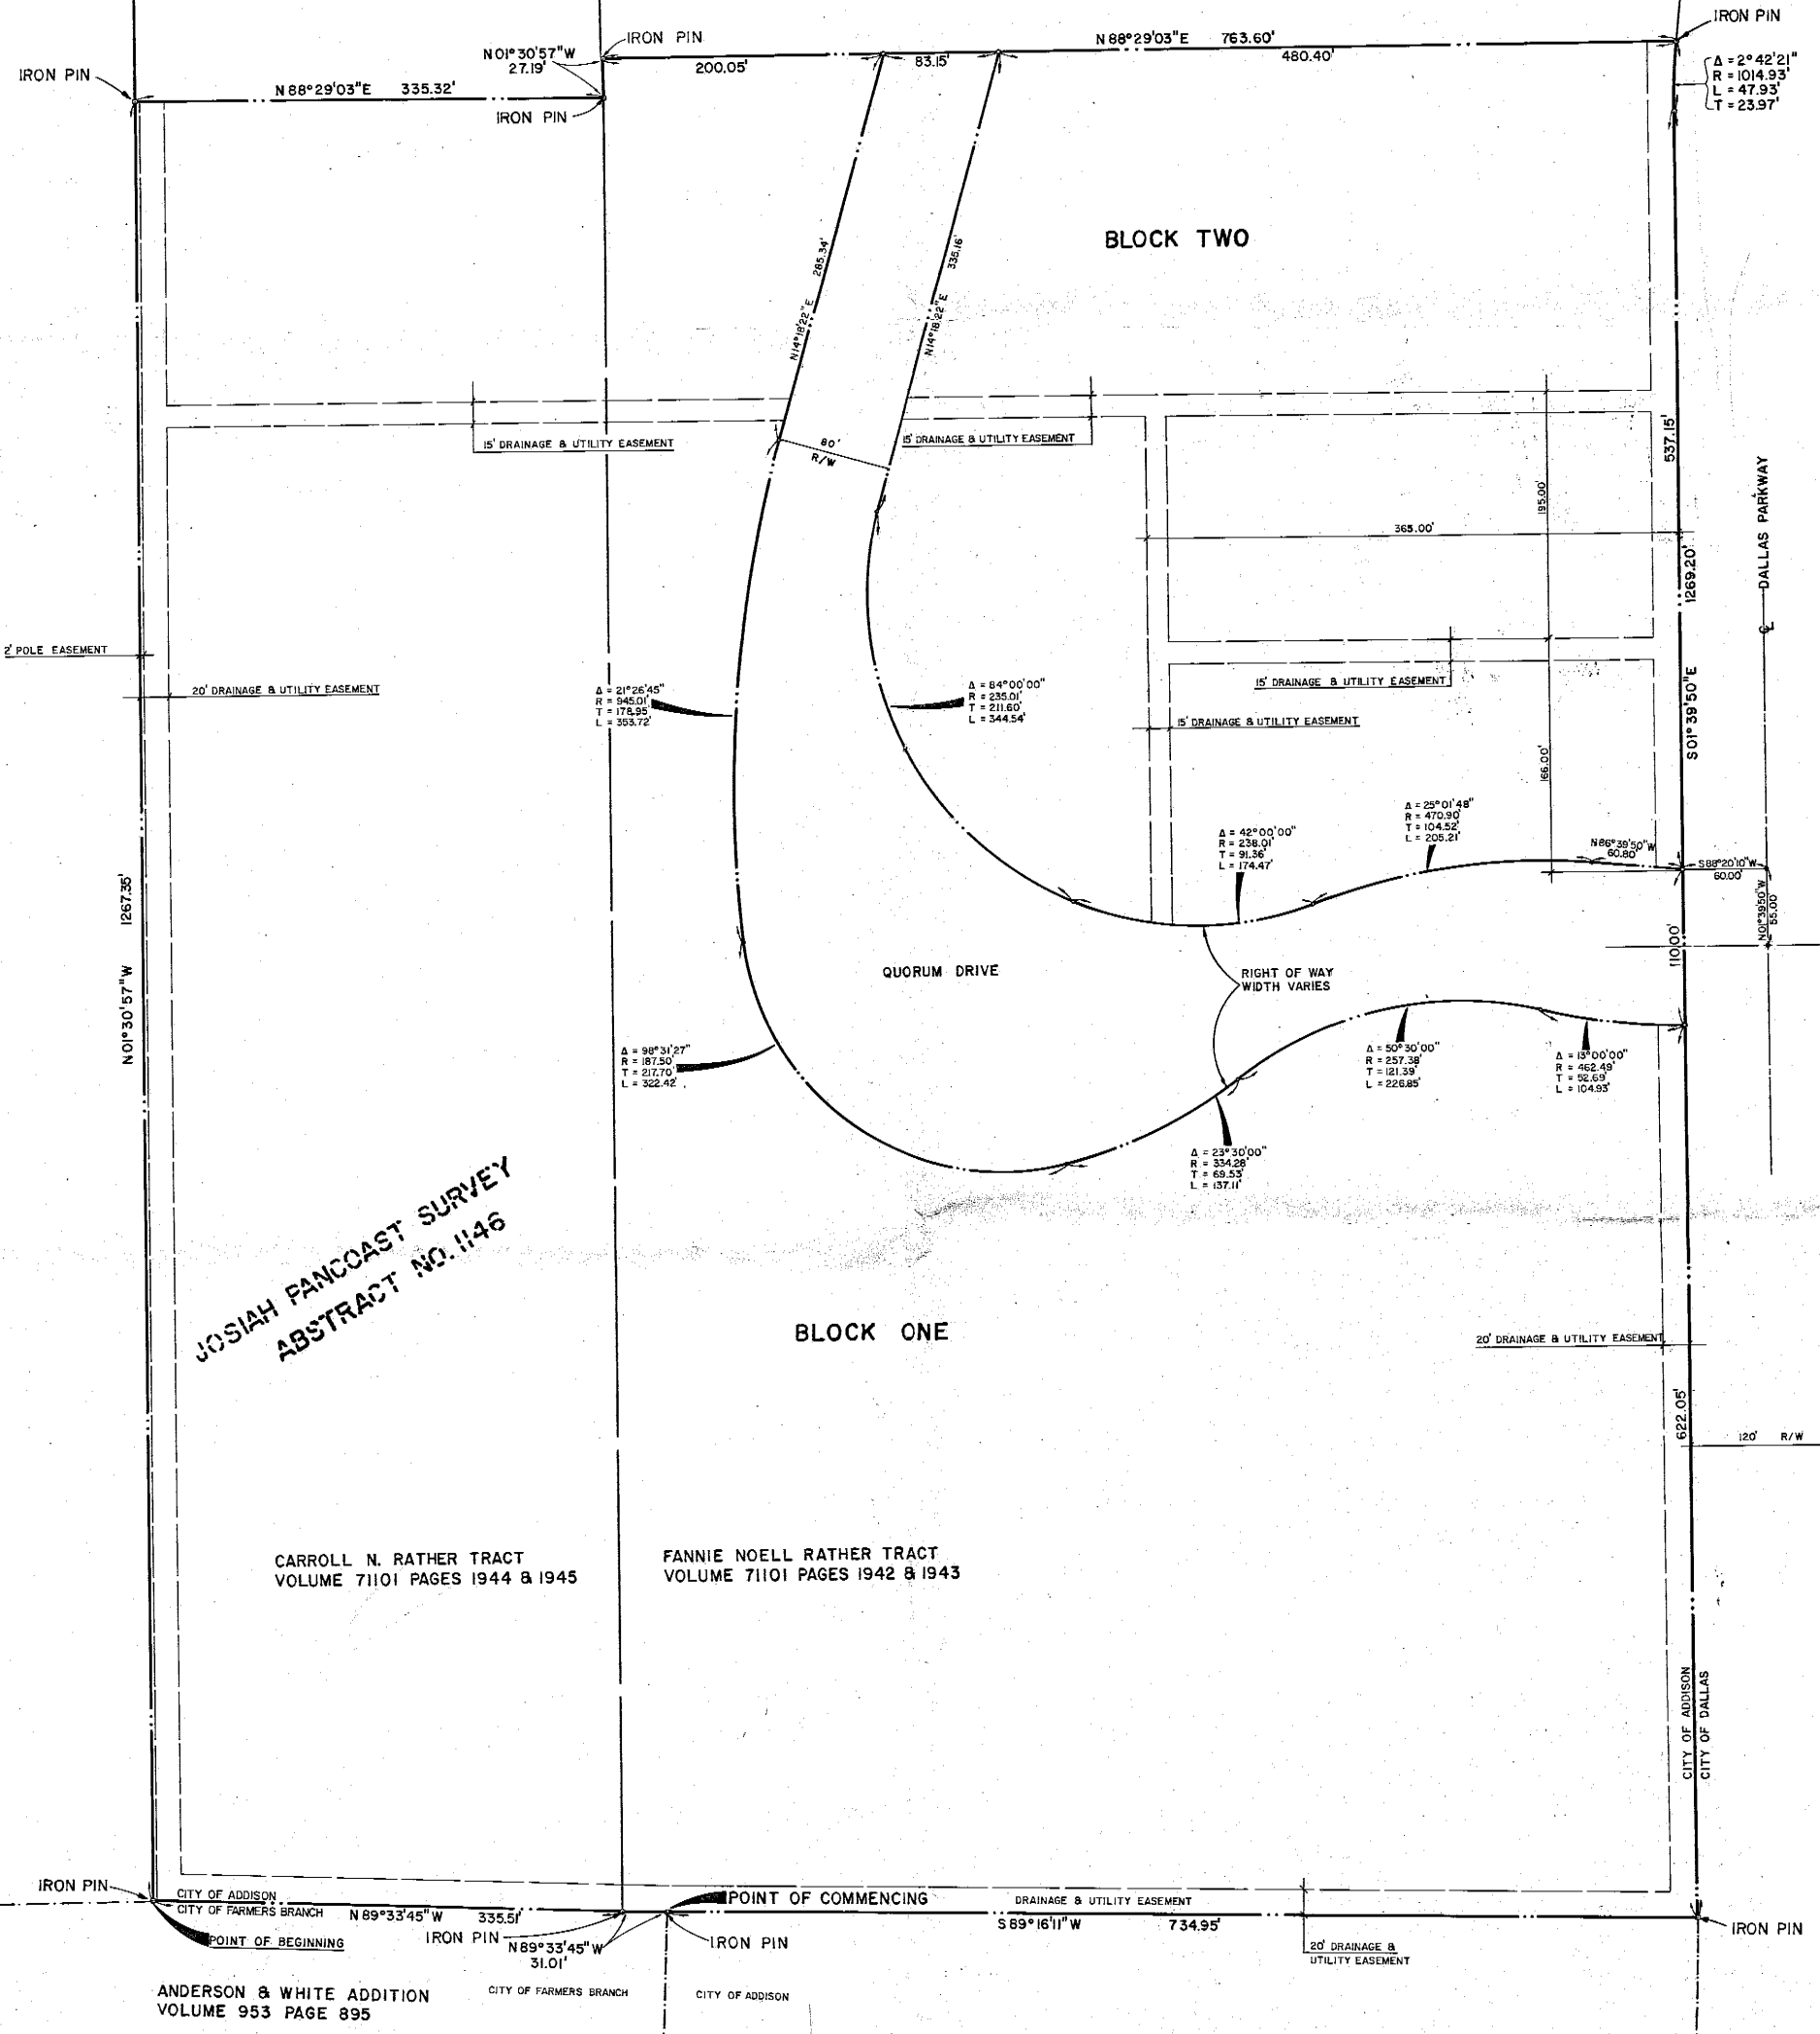 IRON PIN
N 88°29'03"E 763.60'
IRON PIN
N 01°30'57"W
27.19'
200.05'
83.15'
480.40'
Δ = 2°42'21"
R = 1014.93'
L = 47.93'
T = 23.97'
IRON PIN
N 88°29'03"E 335.32'
IRON PIN
BLOCK TWO
N14°18'22"E 285.34'
N14°18'22"E 335.16'
15' DRAINAGE & UTILITY EASEMENT
80'
R/W
15' DRAINAGE & UTILITY EASEMENT
537.15'
195.00'
365.00'
DALLAS PARKWAY
℄
1269.20'
S 01°39'50"E
2' POLE EASEMENT
20' DRAINAGE & UTILITY EASEMENT
Δ = 21°26'45"
R = 945.01'
T = 178.95'
L = 353.72'
Δ = 84°00'00"
R = 235.01'
T = 211.60'
L = 344.54'
15' DRAINAGE & UTILITY EASEMENT
15' DRAINAGE & UTILITY EASEMENT
166.00'
Δ = 25°01'48"
R = 470.90'
T = 104.52'
L = 205.21'
Δ = 42°00'00"
R = 238.01'
T = 91.36'
L = 174.47'
N 86°39'50"W
60.80'
S88°20'10"W
60.00'
N01°39'50"W
55.00'
110.00'
N 01°30'57"W 1267.35'
QUORUM DRIVE
RIGHT OF WAY
WIDTH VARIES
Δ = 98°31'27"
R = 187.50'
T = 217.70'
L = 322.42'
Δ = 50°30'00"
R = 257.38'
T = 121.39'
L = 226.85'
Δ = 13°00'00"
R = 462.49'
T = 52.69'
L = 104.93'
Δ = 23°30'00"
R = 334.28'
T = 69.53'
L = 137.11'
JOSIAH PANCOAST SURVEY
ABSTRACT NO. 1146
BLOCK ONE
20' DRAINAGE & UTILITY EASEMENT
622.05'
120' R/W
CARROLL N. RATHER TRACT
VOLUME 71101 PAGES 1944 & 1945
FANNIE NOELL RATHER TRACT
VOLUME 71101 PAGES 1942 & 1943
CITY OF ADDISON
CITY OF DALLAS
IRON PIN
CITY OF ADDISON
CITY OF FARMERS BRANCH
N 89°33'45"W 335.51'
POINT OF BEGINNING
IRON PIN
N 89°33'45"W
31.01'
POINT OF COMMENCING
IRON PIN
DRAINAGE & UTILITY EASEMENT
S 89°16'11"W 734.95'
20' DRAINAGE &
UTILITY EASEMENT
IRON PIN
ANDERSON & WHITE ADDITION
VOLUME 953 PAGE 895
CITY OF FARMERS BRANCH
CITY OF ADDISON